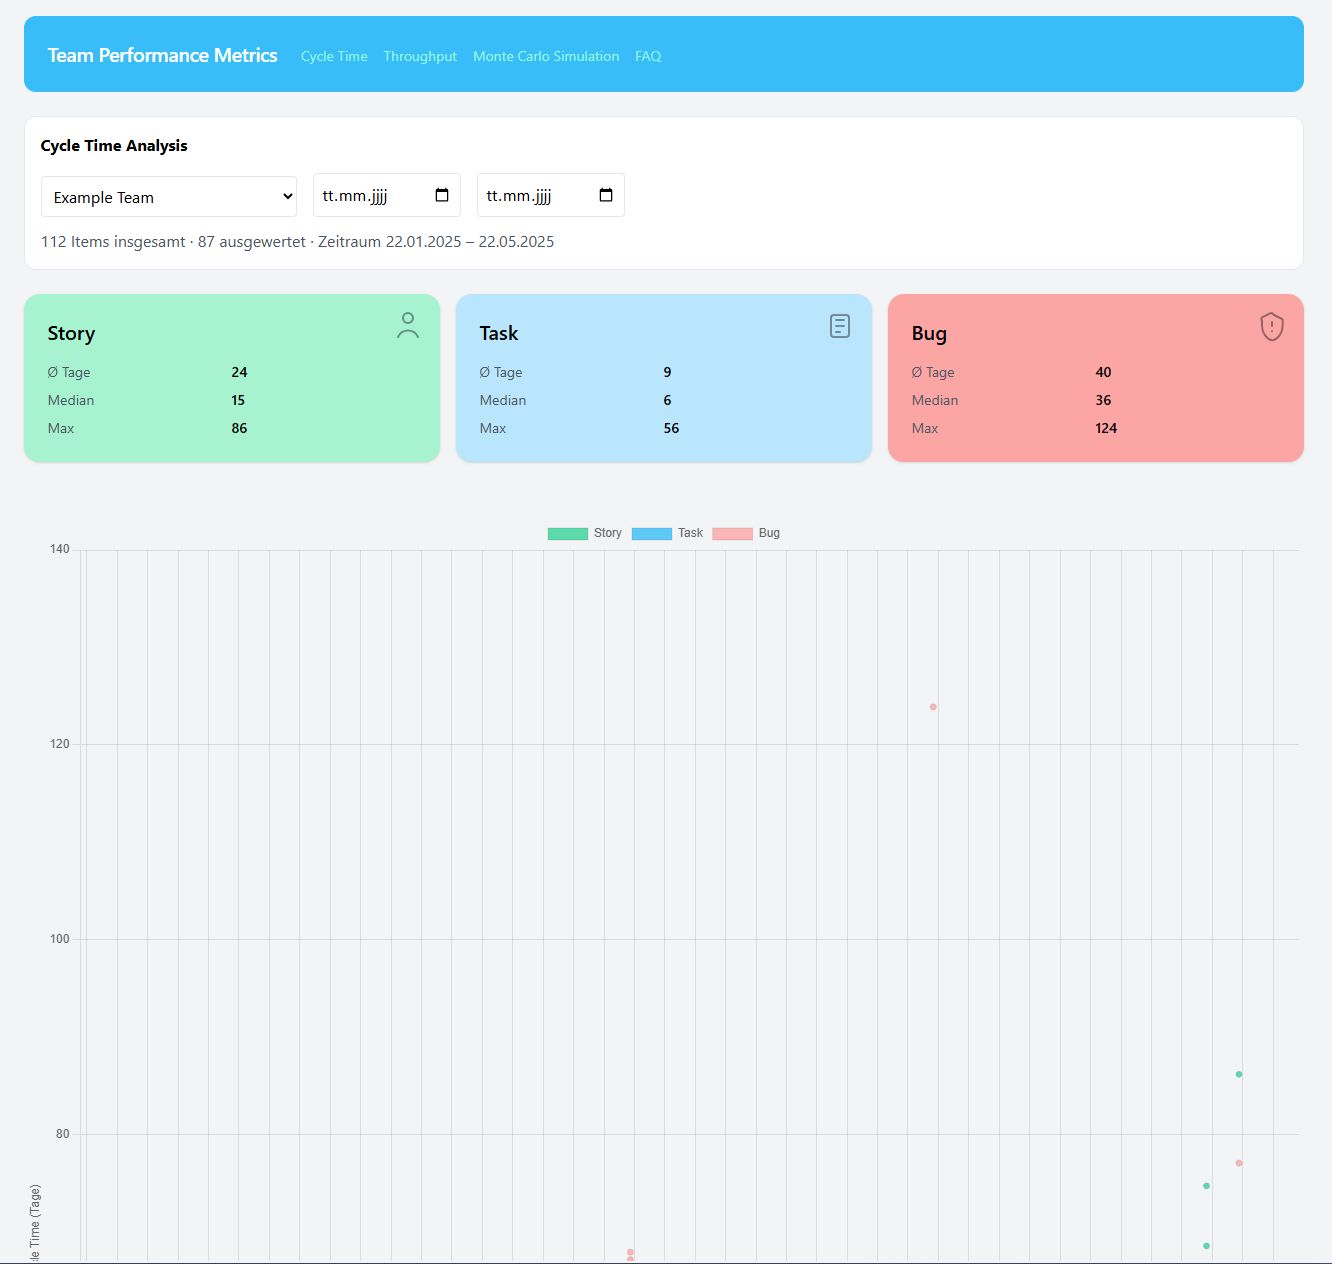 Team Performance Metrics Cycle Time Throughput Monte Carlo Simulation FAQ
Cycle Time Analysis
Example Team tt.mm.jjjj tt.mm.jjjj
112 Items insgesamt · 87 ausgewertet · Zeitraum 22.01.2025 – 22.05.2025
Story
Ø Tage 24
Median 15
Max 86
Task
Ø Tage 9
Median 6
Max 56
Bug
Ø Tage 40
Median 36
Max 124
Story Task Bug
140
120
100
80
Time (Tage)